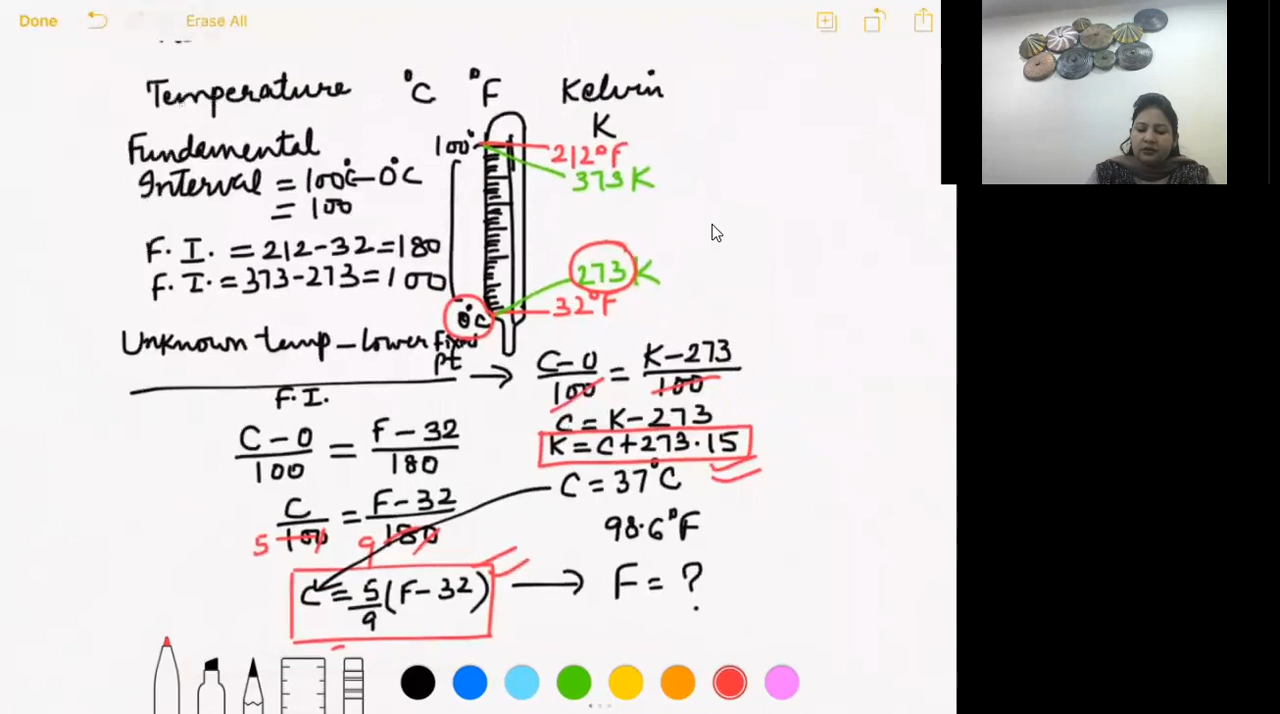 Done
Erase All
Temperature °C °F Kelvin
K
Fundamental
Interval = 100°C-0°C
= 100
100°
212°F
373K
F. I. = 212-32=180
F. I. = 373-273=100
273K
0°C
32°F
Unknown temp-lower fixed pt
F.I.
C-0/100 = K-273/100
C = K-273
K = C+273.15
C-0/100 = F-32/180
C = 37°C
98.6°F
C/100 = F-32/180
5 9
C = 5/9(F-32)
F = ?